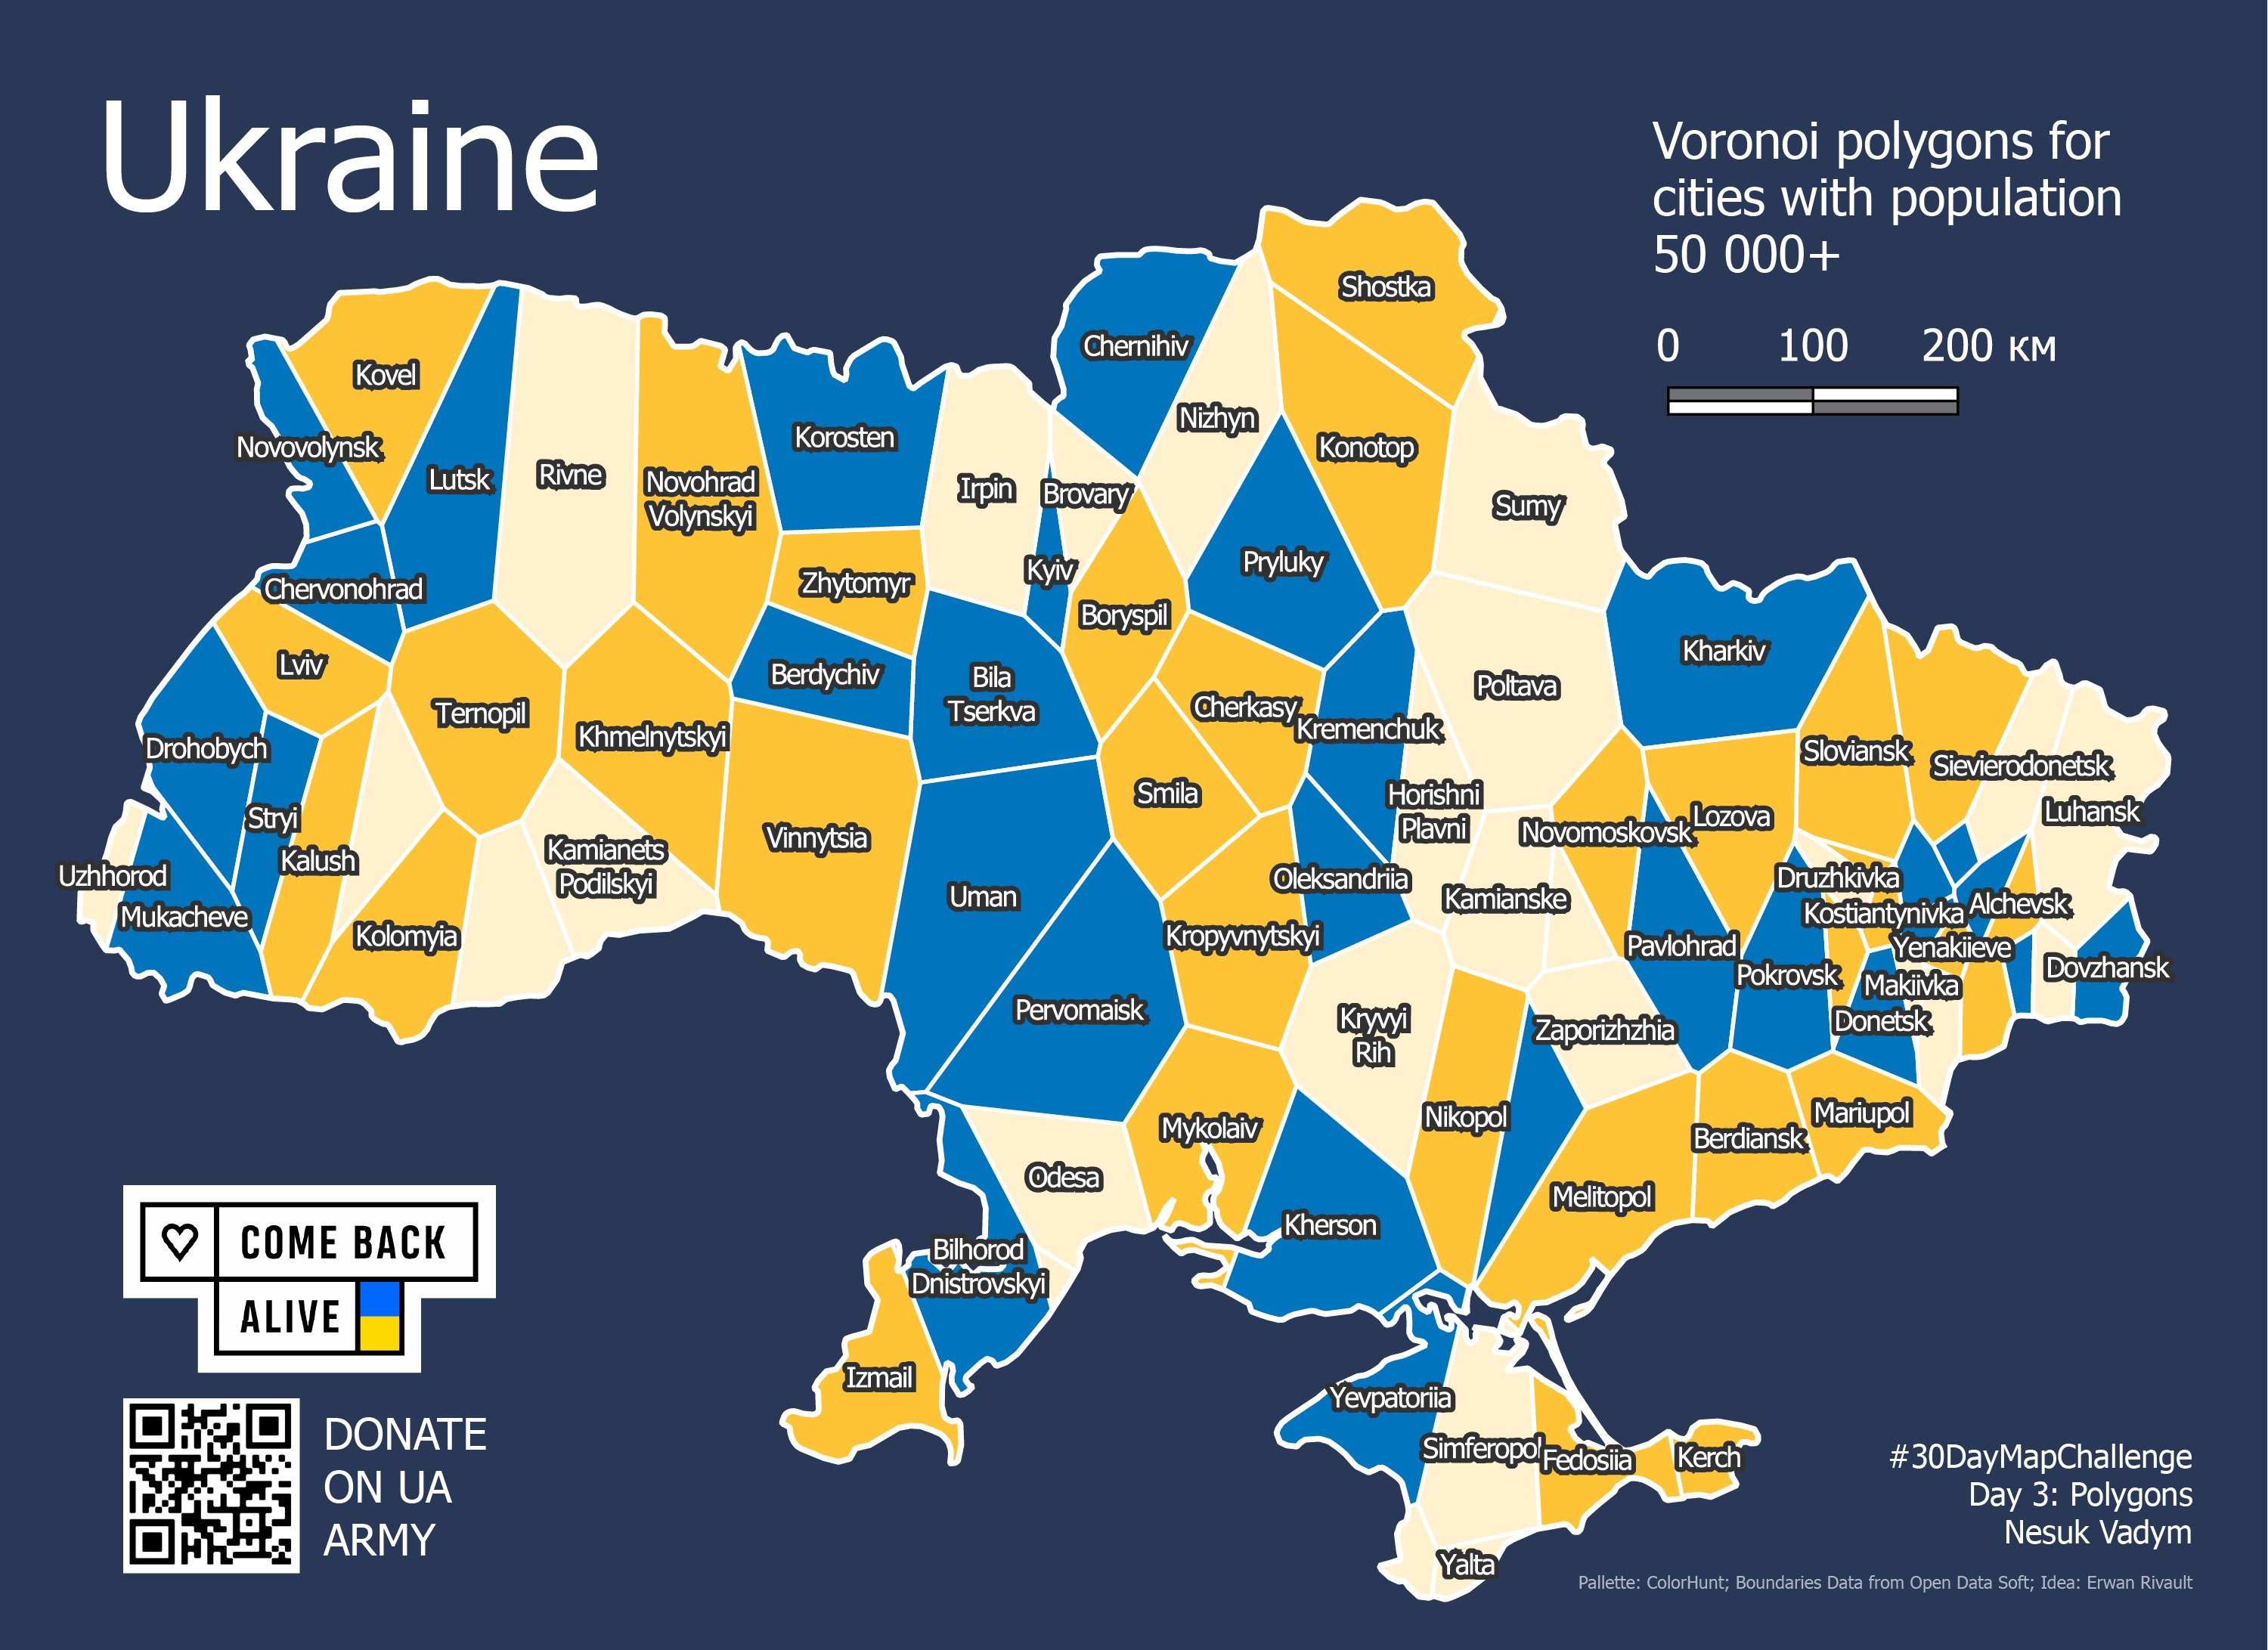 Ukraine
Voronoi polygons for
cities with population
50 000+
0 100 200 км
Shostka
Chernihiv
Kovel
Nizhyn
Korosten
Konotop
Novovolynsk
Lutsk
Rivne
Novohrad
Volynskyi
Irpin
Brovary
Sumy
Pryluky
Kyiv
Zhytomyr
Chervonohrad
Boryspil
Kharkiv
Lviv
Berdychiv
Bila
Tserkva
Poltava
Ternopil
Cherkasy
Kremenchuk
Khmelnytskyi
Drohobych
Sloviansk
Sievierodonetsk
Smila
Horishni
Plavni
Luhansk
Stryi
Lozova
Novomoskovsk
Vinnytsia
Kamianets
Podilskyi
Kalush
Uzhhorod
Oleksandriia
Druzhkivka
Uman
Kamianske
Alchevsk
Kostiantynivka
Mukacheve
Kolomyia
Kropyvnytskyi
Pavlohrad
Yenakiieve
Dovzhansk
Pokrovsk
Makiivka
Pervomaisk
Kryvyi
Rih
Donetsk
Zaporizhzhia
Mariupol
Nikopol
Mykolaiv
Berdiansk
Odesa
Melitopol
Kherson
Bilhorod
Dnistrovskyi
Izmail
Yevpatoriia
Simferopol
Fedosiia
Kerch
Yalta
COME BACK
ALIVE
DONATE
ON UA
ARMY
#30DayMapChallenge
Day 3: Polygons
Nesuk Vadym
Pallette: ColorHunt; Boundaries Data from Open Data Soft; Idea: Erwan Rivault